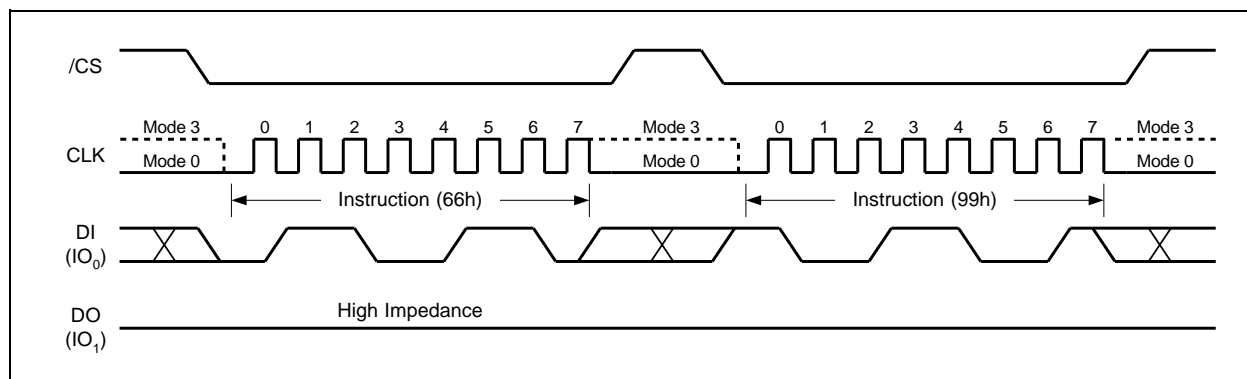 /CS
Mode 3 0 1 2 3 4 5 6 7 Mode 3 0 1 2 3 4 5 6 7 Mode 3
CLK Mode 0 Mode 0 Mode 0
Instruction (66h) Instruction (99h)
DI
(IO0)
High Impedance
DO
(IO1)